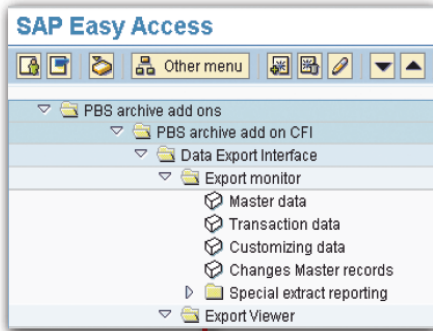 SAP Easy Access
Other menu
PBS archive add ons
PBS archive add on CFI
Data Export Interface
Export monitor
Master data
Transaction data
Customizing data
Changes Master records
Special extract reporting
Export Viewer